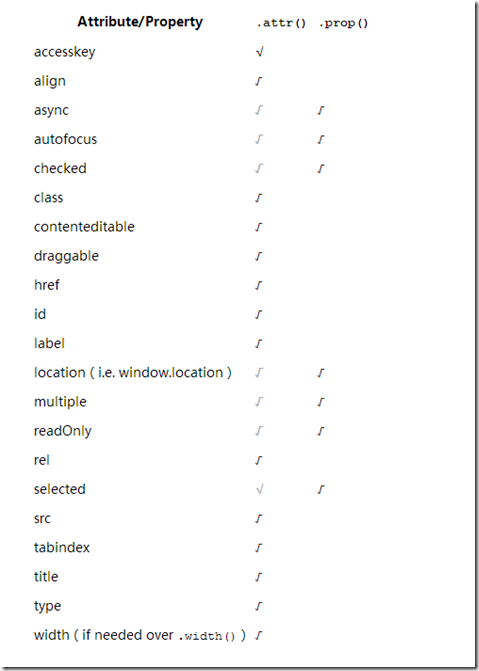 Attribute/Property .attr() .prop()
accesskey √
align √
async √ √
autofocus √ √
checked √ √
class √
contenteditable √
draggable √
href √
id √
label √
location ( i.e. window.location ) √ √
multiple √ √
readOnly √ √
rel √
selected √ √
src √
tabindex √
title √
type √
width ( if needed over .width() ) √